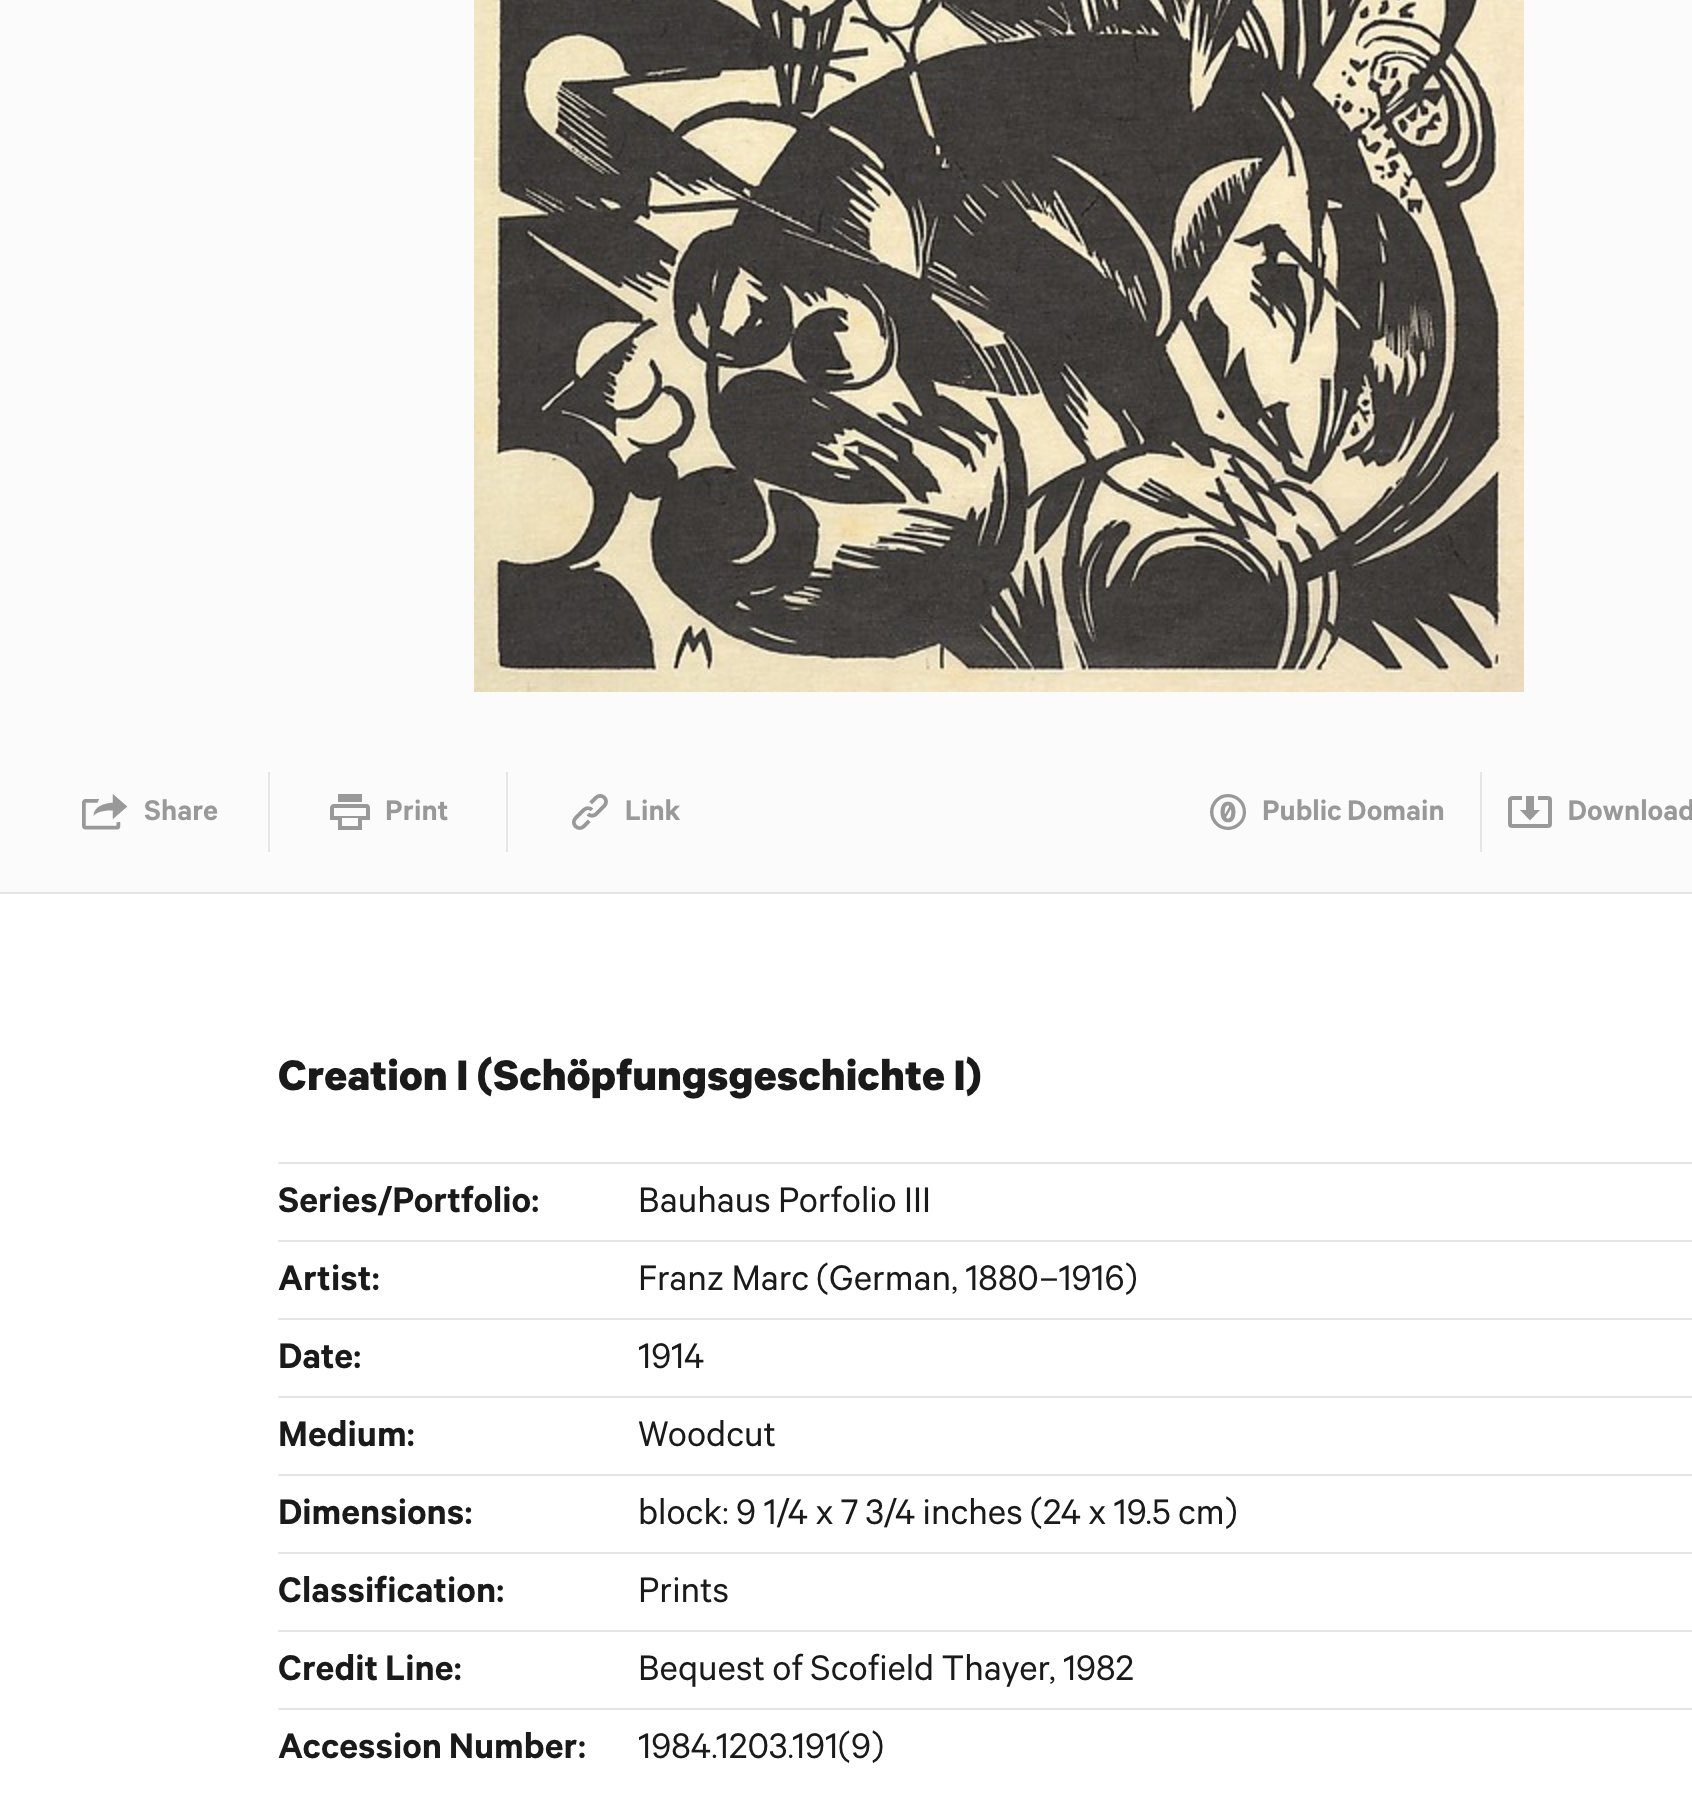 M
Share
Print
Link
Public Domain
Download
Creation I (Schöpfungsgeschichte I)
Series/Portfolio: Bauhaus Porfolio III
Artist: Franz Marc (German, 1880–1916)
Date: 1914
Medium: Woodcut
Dimensions: block: 9 1/4 x 7 3/4 inches (24 x 19.5 cm)
Classification: Prints
Credit Line: Bequest of Scofield Thayer, 1982
Accession Number: 1984.1203.191(9)